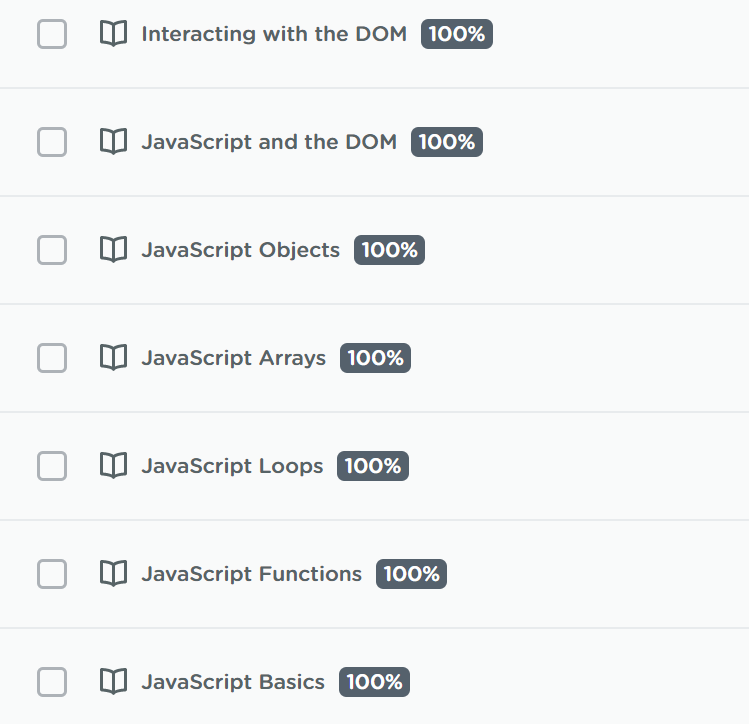 Interacting with the DOM 100%
JavaScript and the DOM 100%
JavaScript Objects 100%
JavaScript Arrays 100%
JavaScript Loops 100%
JavaScript Functions 100%
JavaScript Basics 100%